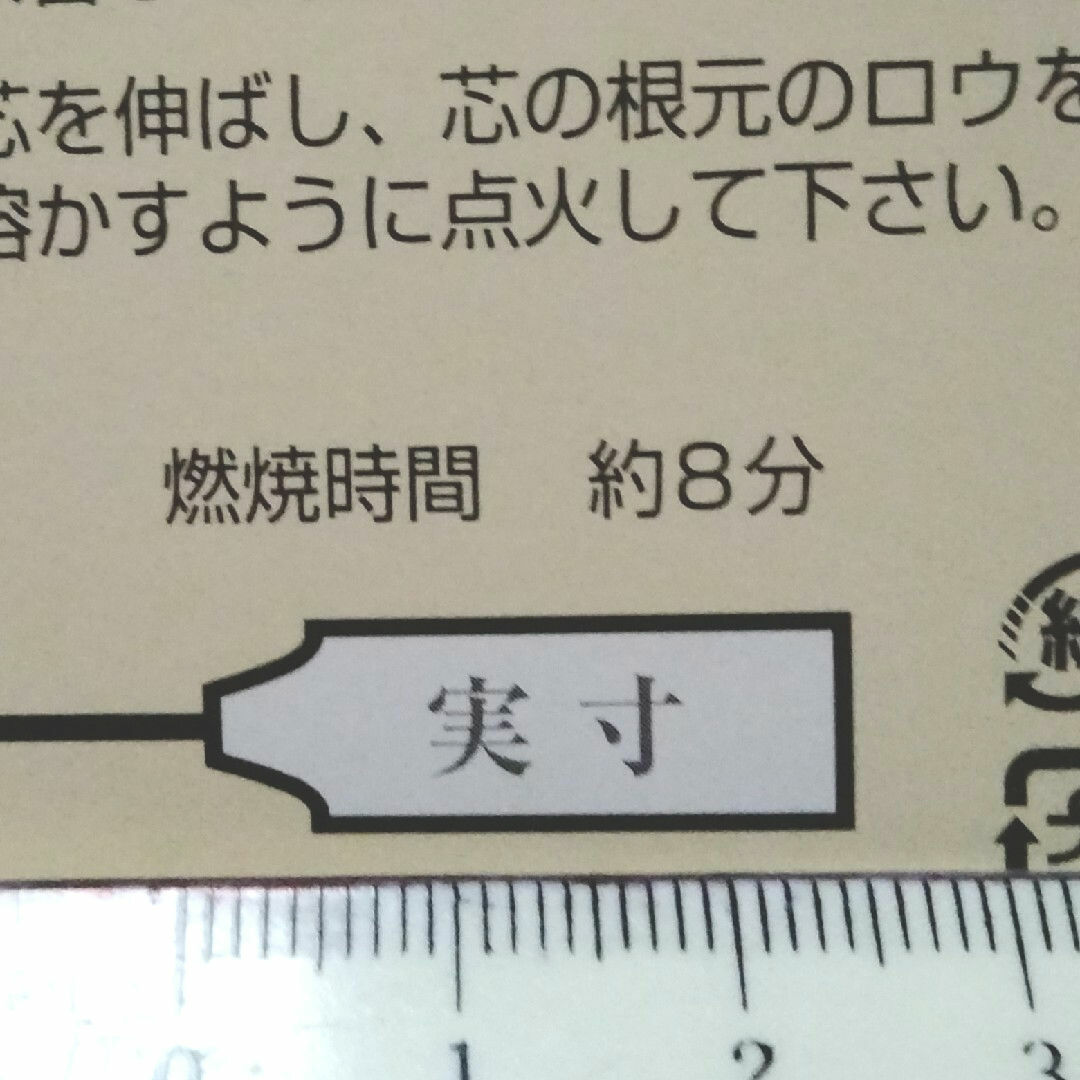 芯を伸ばし、芯の根元のロウを
溶かすように点火して下さい。
燃焼時間 約8分
実寸
0 1 2 3